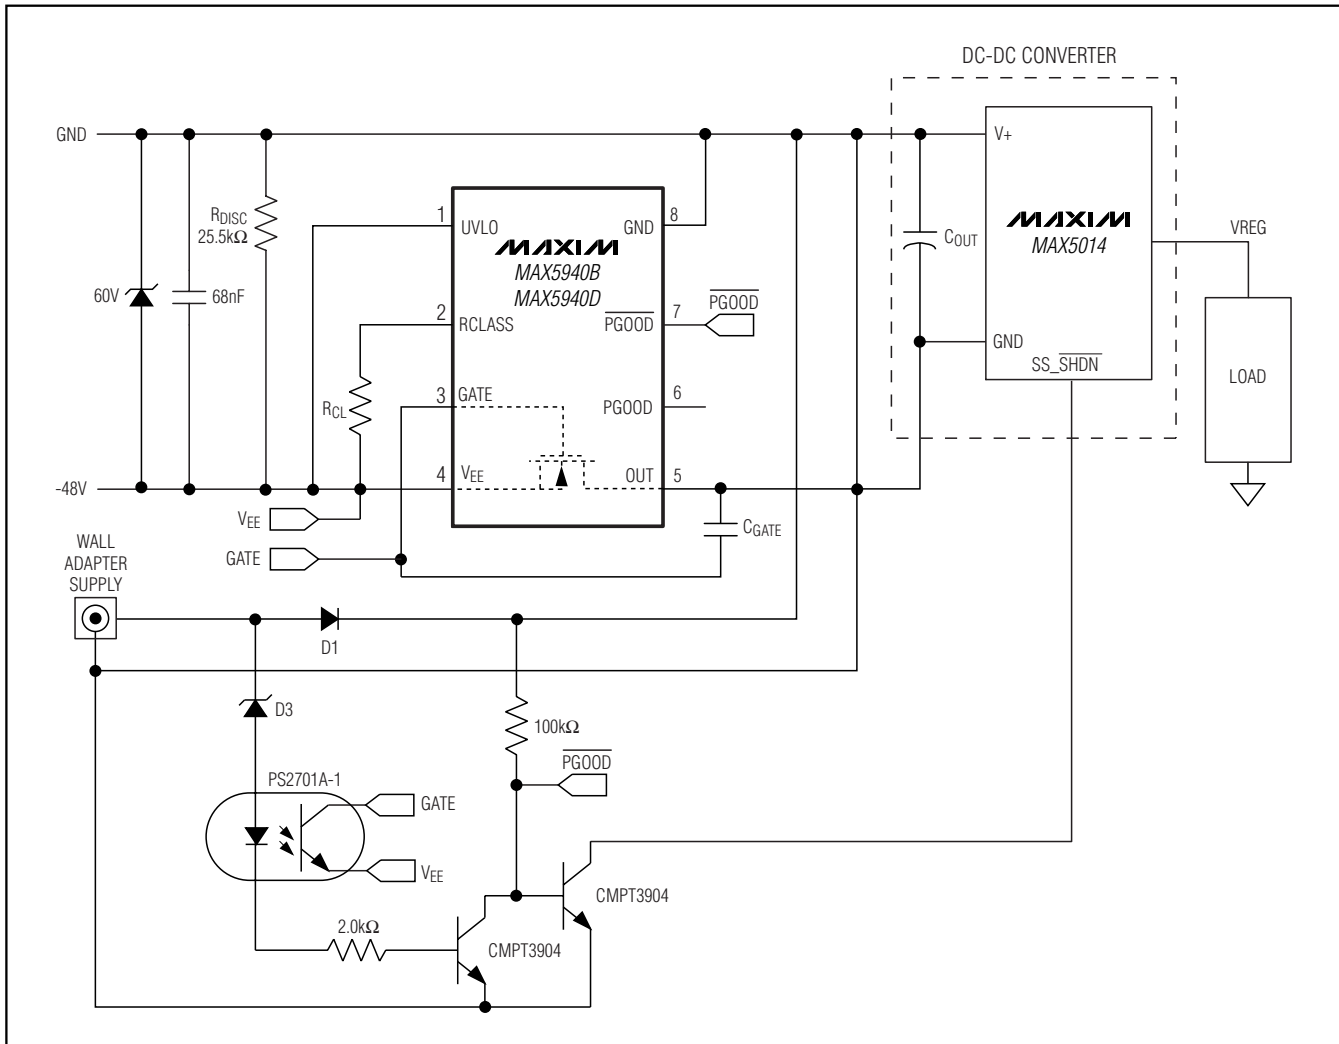 DC-DC CONVERTER
GND
V+
RDISC
25.5kΩ
1
UVLO
GND
8
MAXIM
MAX5940B
MAX5940D
COUT
MAXIM
MAX5014
VREG
60V
68nF
2
RCLASS
PGOOD
7
PGOOD
GND
SS_SHDN
LOAD
RCL
3
GATE
PGOOD
6
-48V
4
VEE
OUT
5
VEE
CGATE
GATE
WALL
ADAPTER
SUPPLY
D1
D3
100kΩ
PGOOD
PS2701A-1
GATE
VEE
CMPT3904
2.0kΩ
CMPT3904